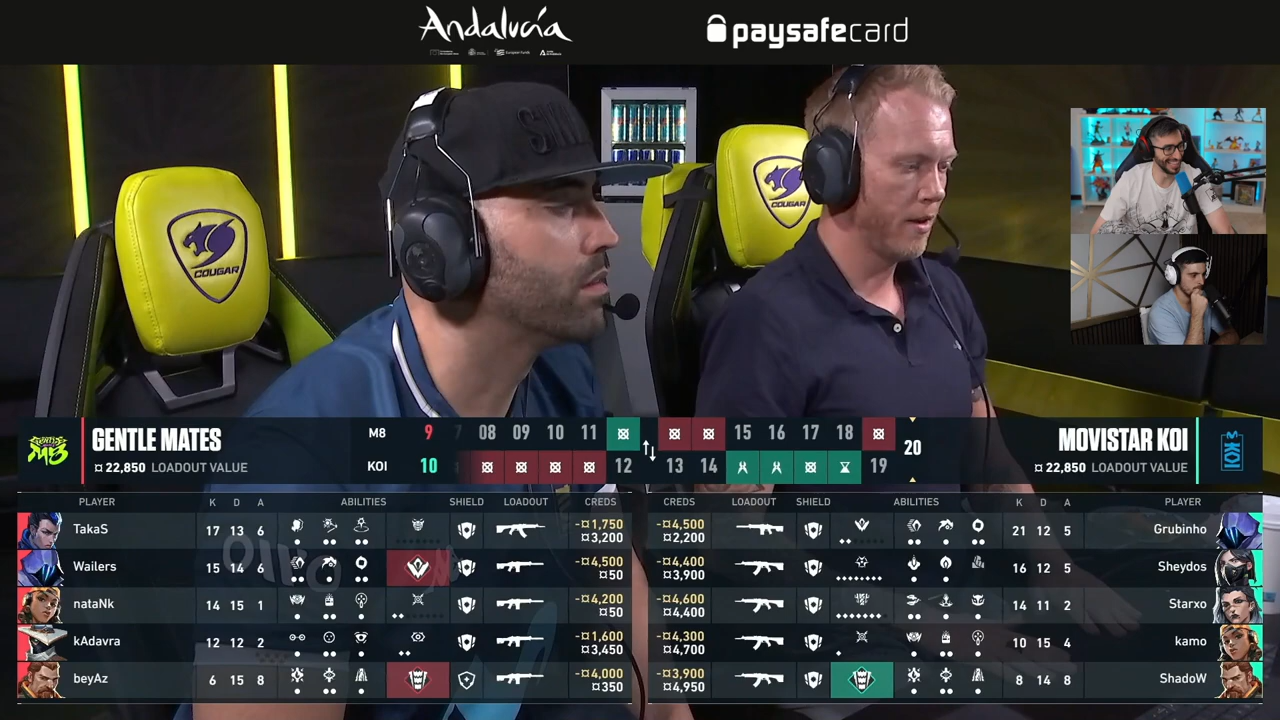 Andalucía
paysafecard
COUGAR
COUGAR
GENTLE MATES
¤ 22,850 LOADOUT VALUE
M8 9 7 08 09 10 11 13 14 15 16 17 18 20
KOI 10 12 19
MOVISTAR KOI
¤ 22,850 LOADOUT VALUE
M8
KOI
PLAYER K D A ABILITIES SHIELD LOADOUT CREDS
CREDS LOADOUT SHIELD ABILITIES K D A PLAYER
TakaS 17 13 6 -¤1,750 ¤3,200
-¤4,500 ¤2,200 21 12 5 Grubinho
Wailers 15 14 6 -¤4,500 ¤50
-¤4,400 ¤3,900 16 12 5 Sheydos
nataNk 14 15 1 -¤4,200 ¤50
-¤4,600 ¤4,400 14 11 2 Starxo
kAdavra 12 12 2 -¤1,600 ¤3,450
-¤4,300 ¤4,700 10 15 4 kamo
beyAz 6 15 8 -¤4,000 ¤350
-¤3,900 ¤4,950 8 14 8 ShadoW